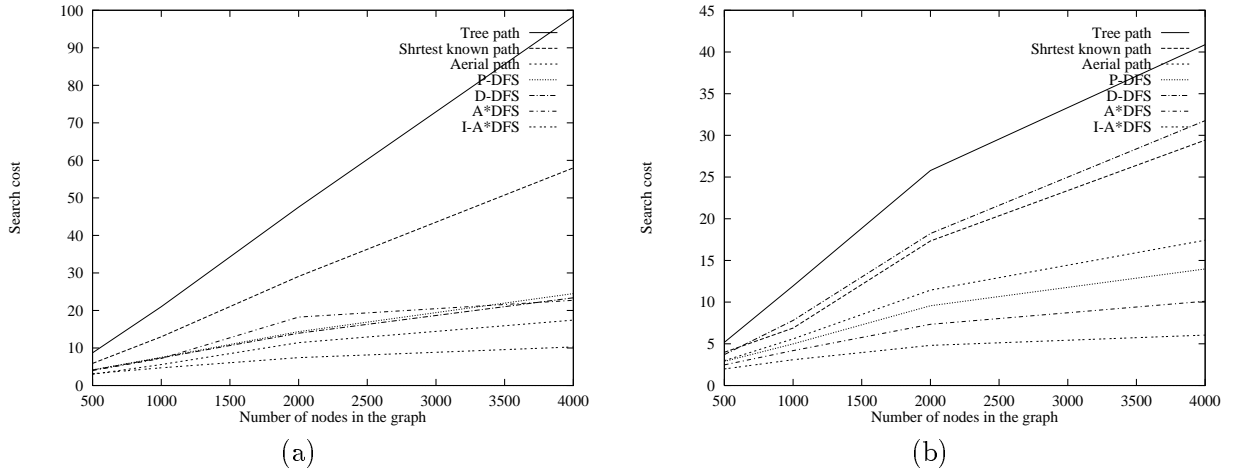 100
90
80
70
60
50
40
30
20
10
0
Search cost
Tree path
Shrtest known path
Aerial path
P-DFS
D-DFS
A*DFS
I-A*DFS
500 1000 1500 2000 2500 3000 3500 4000
Number of nodes in the graph
(a)
45
40
35
30
25
20
15
10
5
0
Search cost
Tree path
Shrtest known path
Aerial path
P-DFS
D-DFS
A*DFS
I-A*DFS
500 1000 1500 2000 2500 3000 3500 4000
Number of nodes in the graph
(b)